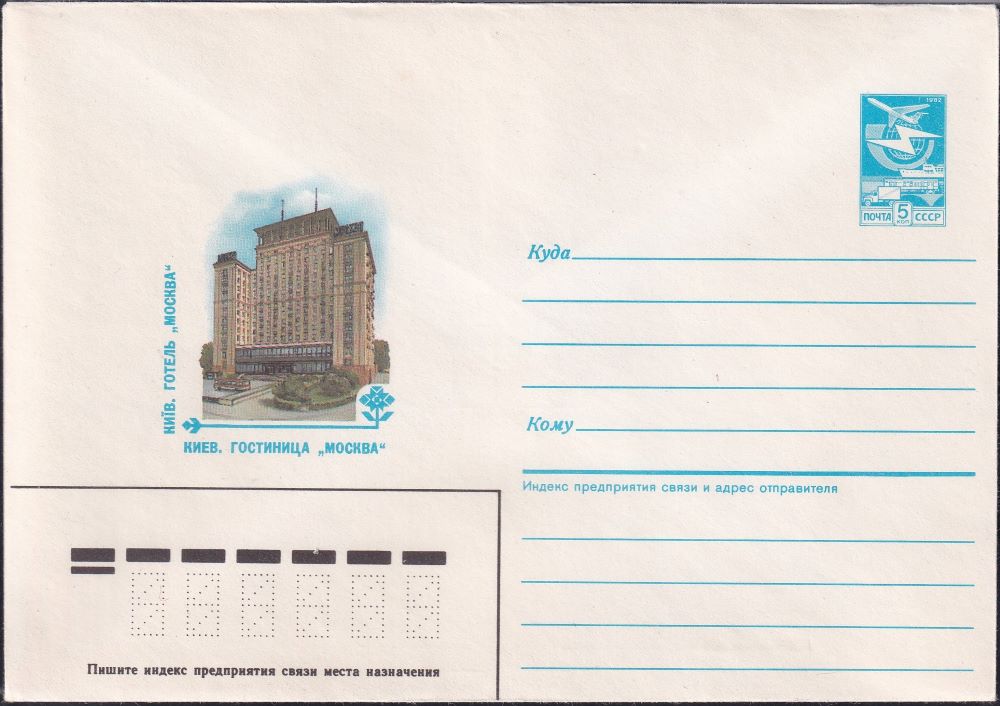 1982
ПОЧТА 5 КОП СССР
КИЇВ. ГОТЕЛЬ „МОСКВА“
КИЕВ. ГОСТИНИЦА „МОСКВА“
Куда
Кому
Индекс предприятия связи и адрес отправителя
Пишите индекс предприятия связи места назначения